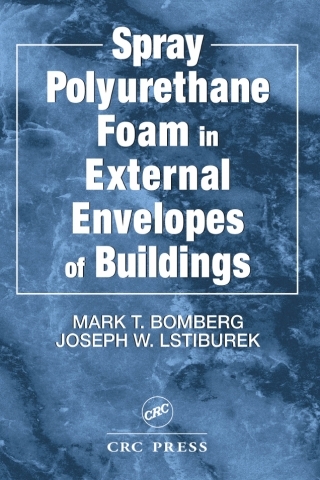 Spray
Polyurethane
Foam in
External
Envelopes
of Buildings
MARK T. BOMBERG
JOSEPH W. LSTIBUREK
CRC
CRC PRESS